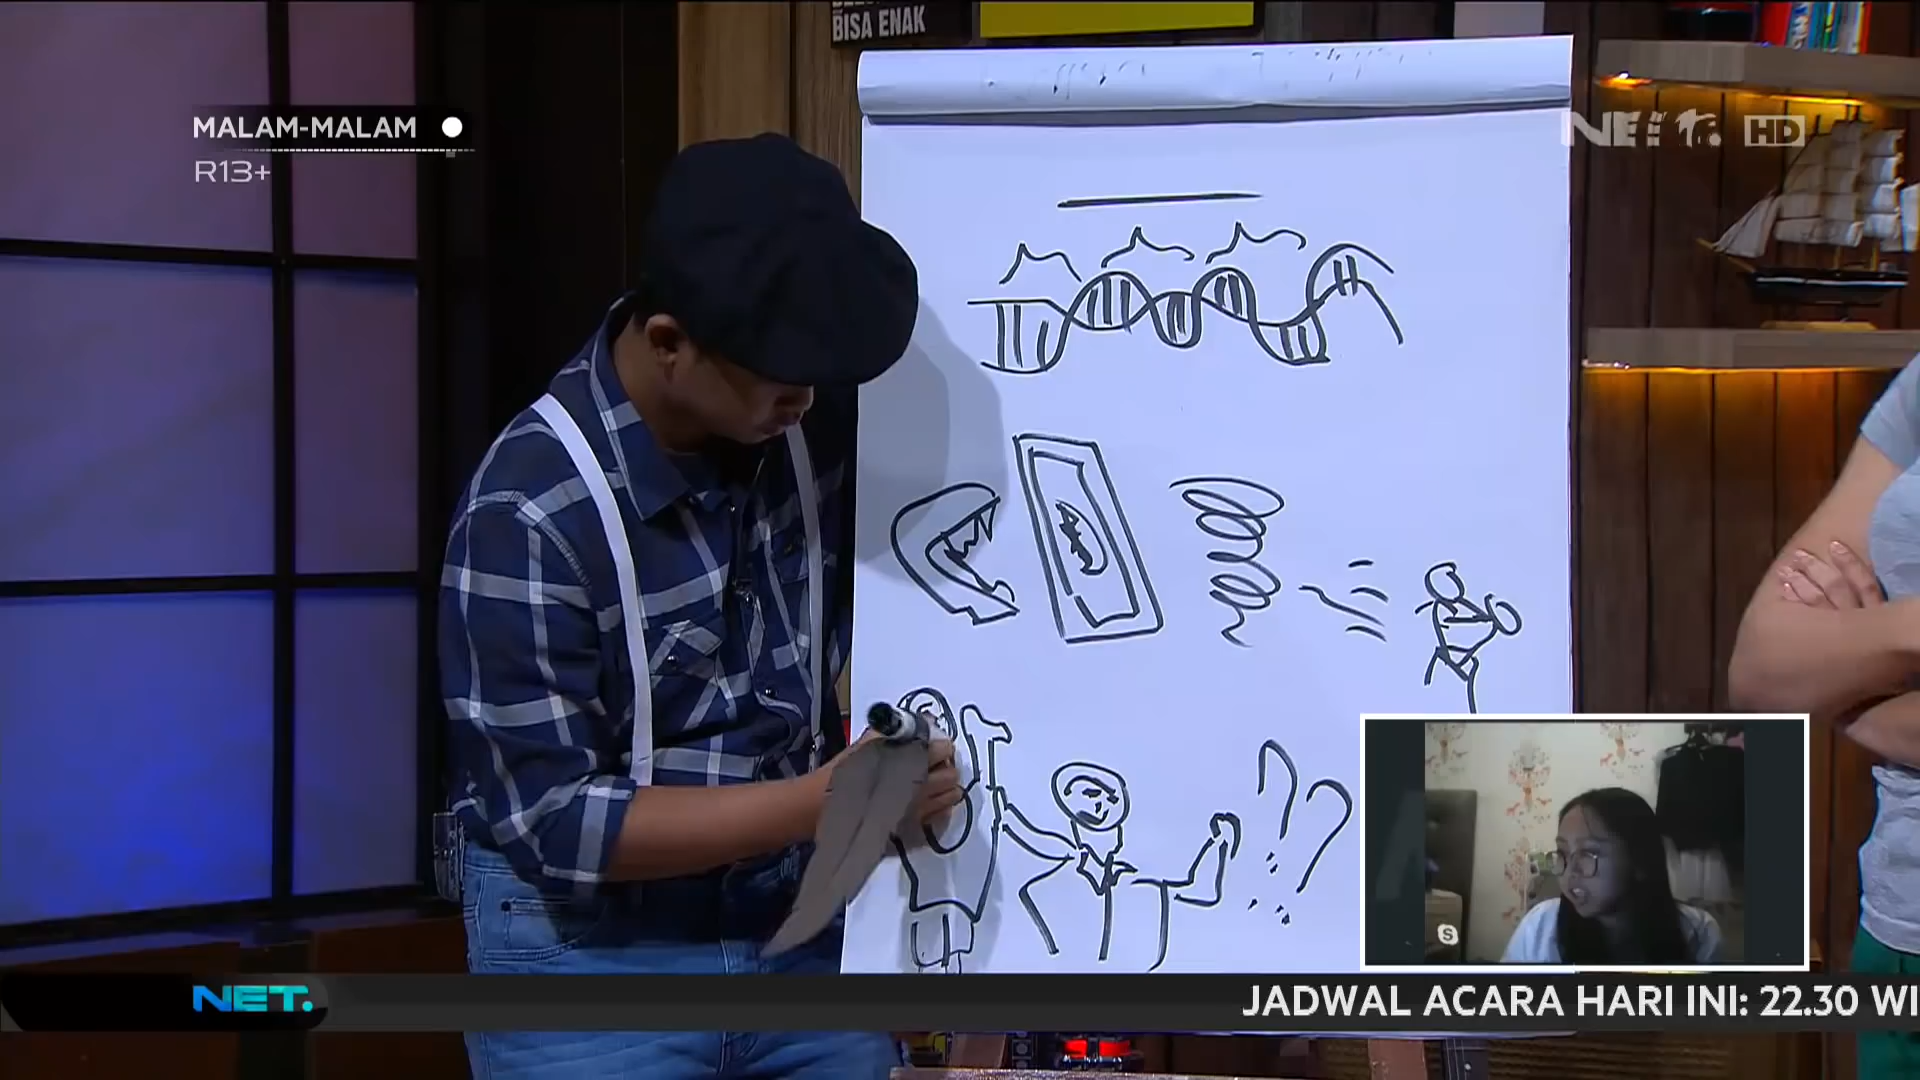 BISA ENAK
MALAM-MALAM
R13+
NET.
HD
??
NET.
JADWAL ACARA HARI INI: 22.30 WI